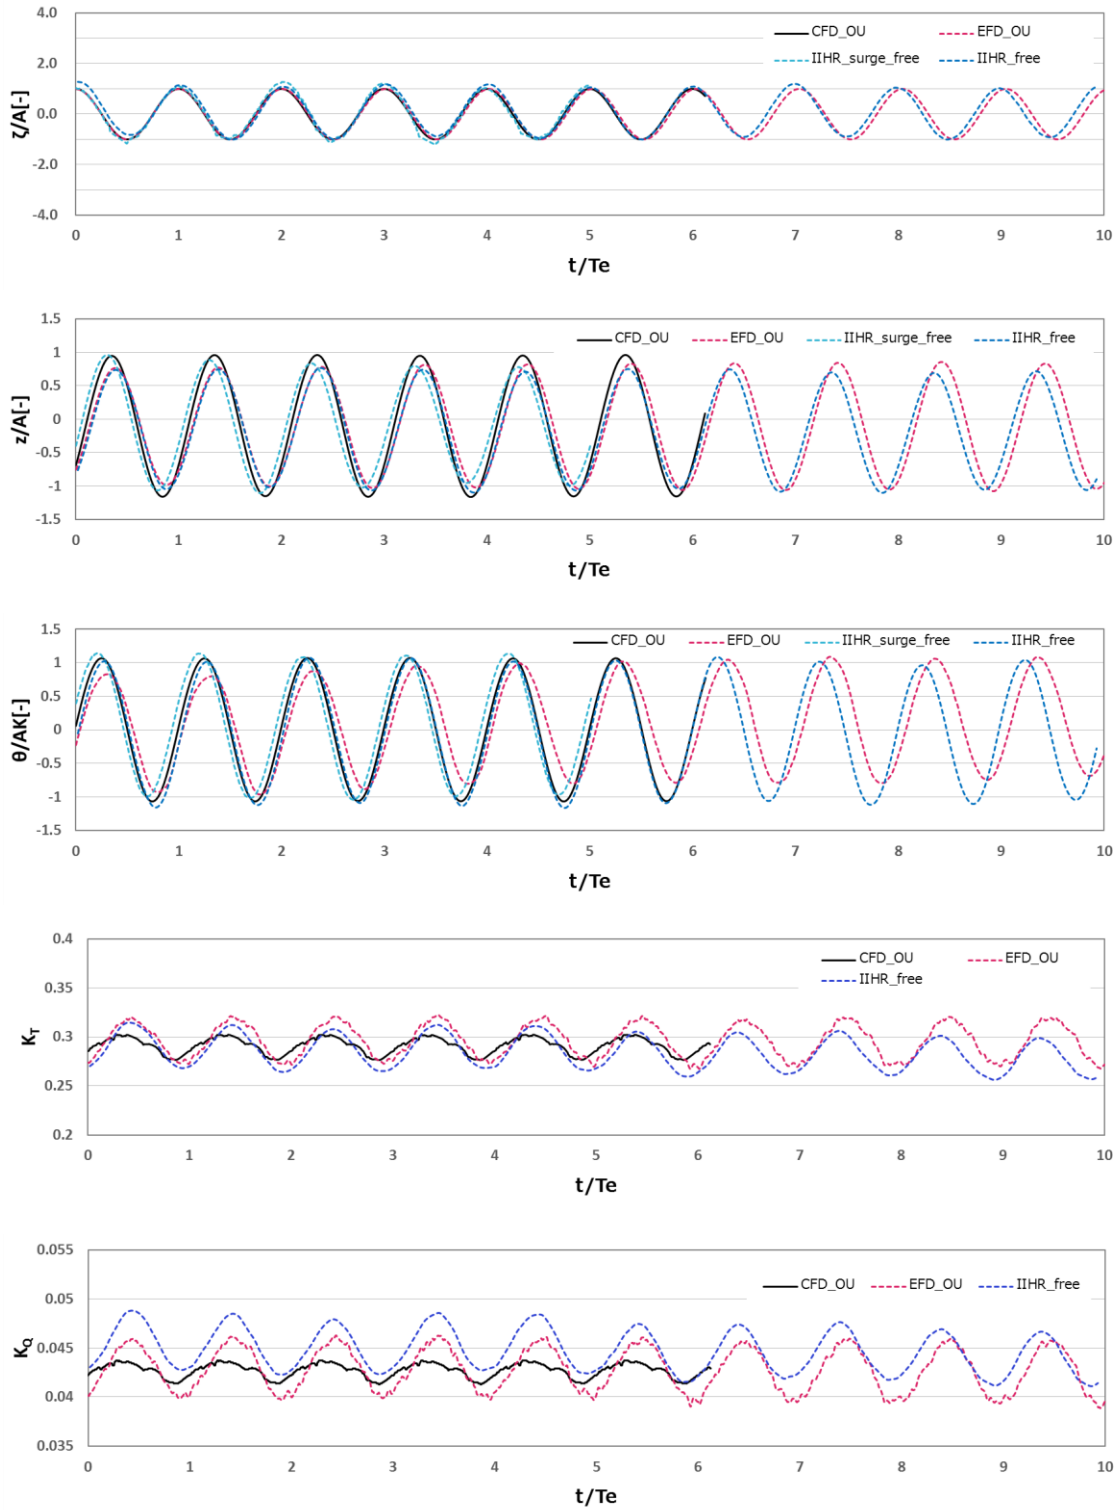 4.0
CFD_OU EFD_OU
IIHR_surge_free IIHR_free
2.0
0.0
-2.0
-4.0
ζ/A[-]
0 1 2 3 4 5 6 7 8 9 10
t/Te
1.5
CFD_OU EFD_OU IIHR_surge_free IIHR_free
1
0.5
0
-0.5
-1
-1.5
z/A[-]
0 1 2 3 4 5 6 7 8 9 10
t/Te
1.5
CFD_OU EFD_OU IIHR_surge_free IIHR_free
1
0.5
0
-0.5
-1
-1.5
θ/AK[-]
0 1 2 3 4 5 6 7 8 9 10
t/Te
0.4
CFD_OU EFD_OU
IIHR_free
0.35
0.3
0.25
0.2
K_T
0 1 2 3 4 5 6 7 8 9 10
t/Te
0.055
CFD_OU EFD_OU IIHR_free
0.05
0.045
0.04
0.035
K_Q
0 1 2 3 4 5 6 7 8 9 10
t/Te